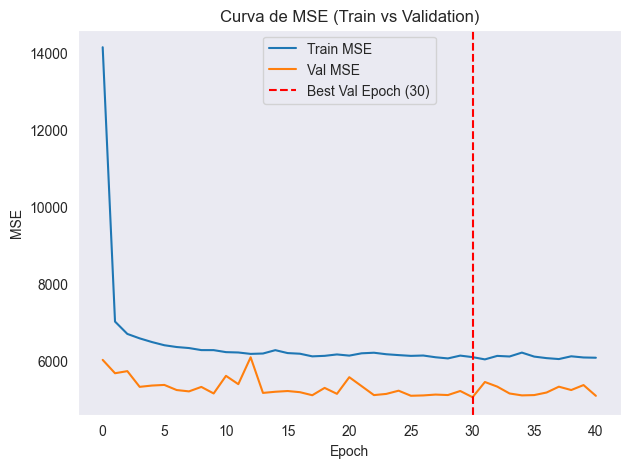 Curva de MSE (Train vs Validation)
Train MSE
Val MSE
Best Val Epoch (30)
MSE
14000
12000
10000
8000
6000
0 5 10 15 20 25 30 35 40
Epoch